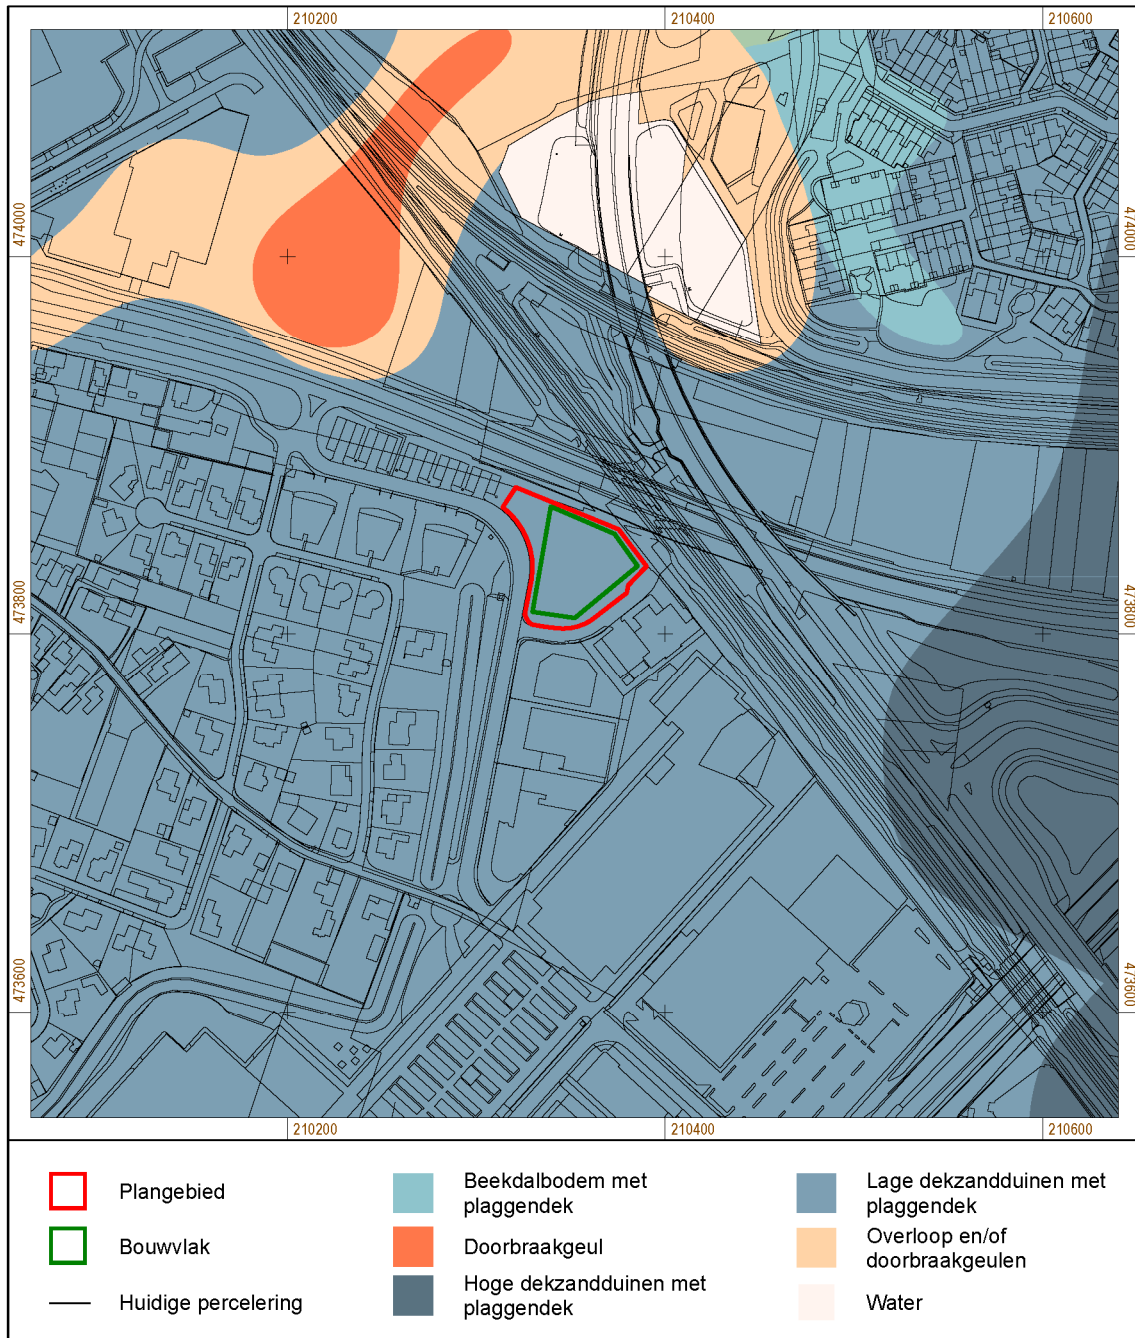 210200
210400
210600
474000
474000
473800
473800
473600
473600
210200
210400
210600
Plangebied
Bouwvlak
Huidige percelering
Beekdalbodem met
plaggendek
Doorbraakgeul
Hoge dekzandduinen met
plaggendek
Lage dekzandduinen met
plaggendek
Overloop en/of
doorbraakgeulen
Water